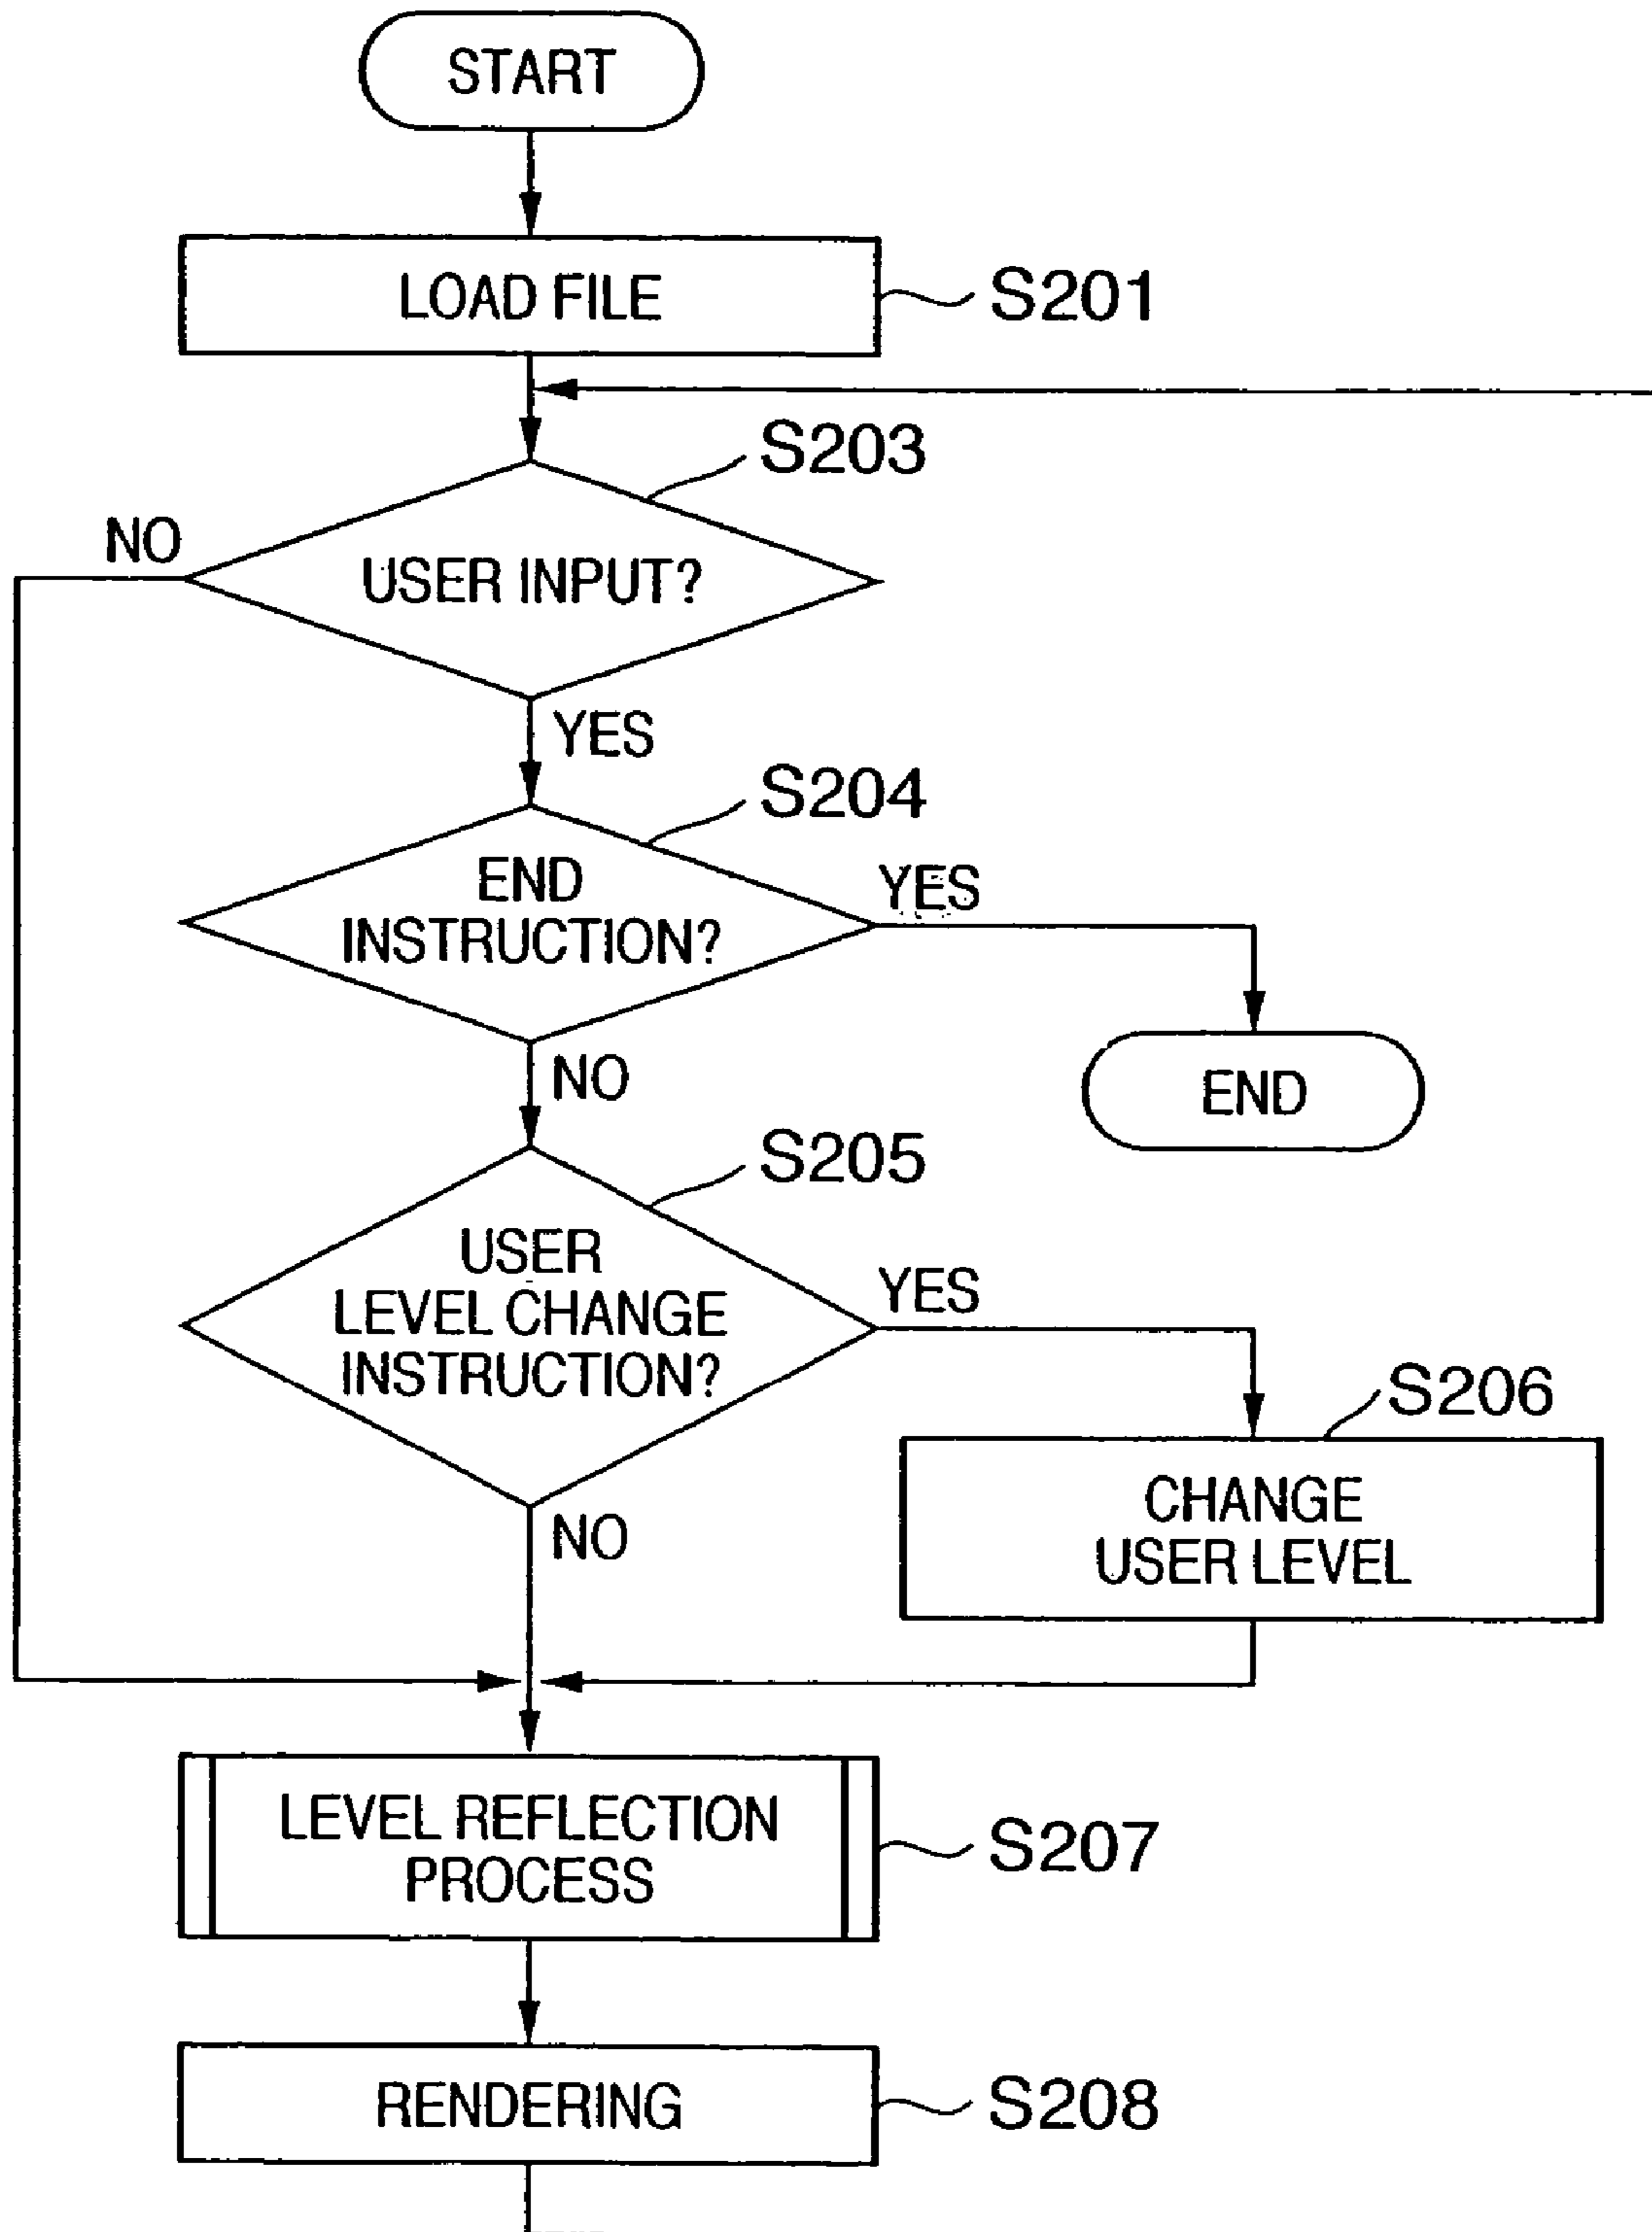 START
LOAD FILE
S201
S203
NO
USER INPUT?
YES
S204
END
INSTRUCTION?
YES
NO
END
S205
USER
LEVEL CHANGE
INSTRUCTION?
YES
S206
CHANGE
USER LEVEL
NO
LEVEL REFLECTION
PROCESS
S207
RENDERING
S208